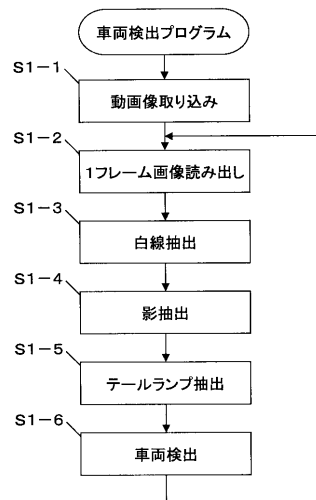 車両検出プログラム
S1-1
動画像取り込み
S1-2
1フレーム画像読み出し
S1-3
白線抽出
S1-4
影抽出
S1-5
テールランプ抽出
S1-6
車両検出